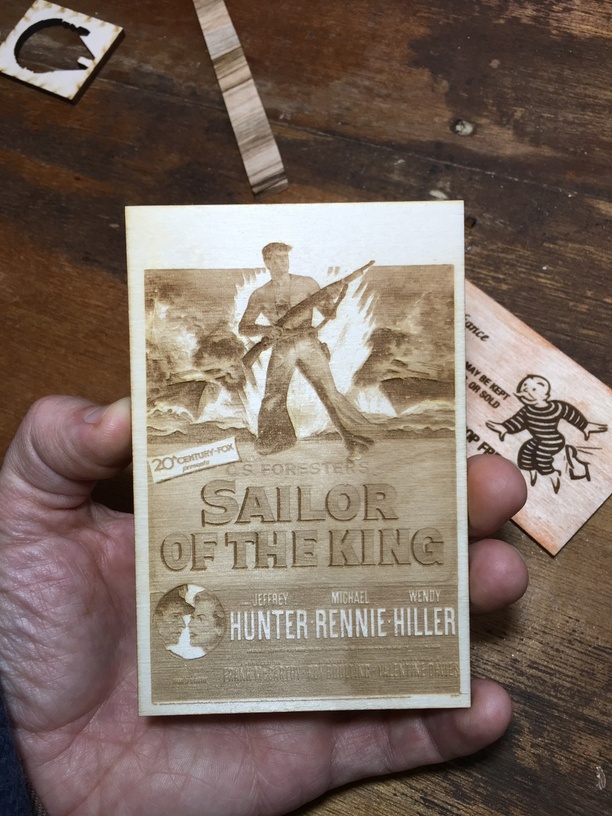 20th CENTURY-FOX
presents
C.S. FORESTER'S
SAILOR
OF THE KING
JEFFREY MICHAEL WENDY
HUNTER · RENNIE · HILLER
MAY BE KEPT
OR SOLD